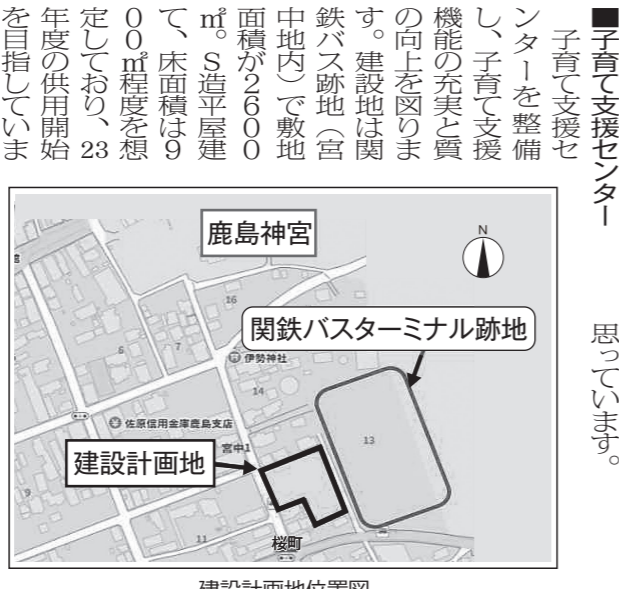 ■子育て支援センター
子育て支援セ
ンターを整備
し、子育て支援
機能の充実と質
の向上を図りま
す。建設地は関
鉄バス跡地（宮
中地内）で敷地
面積が2600
㎡。S造平屋建
て、床面積は9
00㎡程度を想
定しており、23
年度の供用開始
を目指していま
思っています。
鹿島神宮
N
関鉄バスターミナル跡地
16
6
7
伊勢神社
14
佐原信用金庫鹿島支店
13
宮中1
建設計画地
9
11
桜町